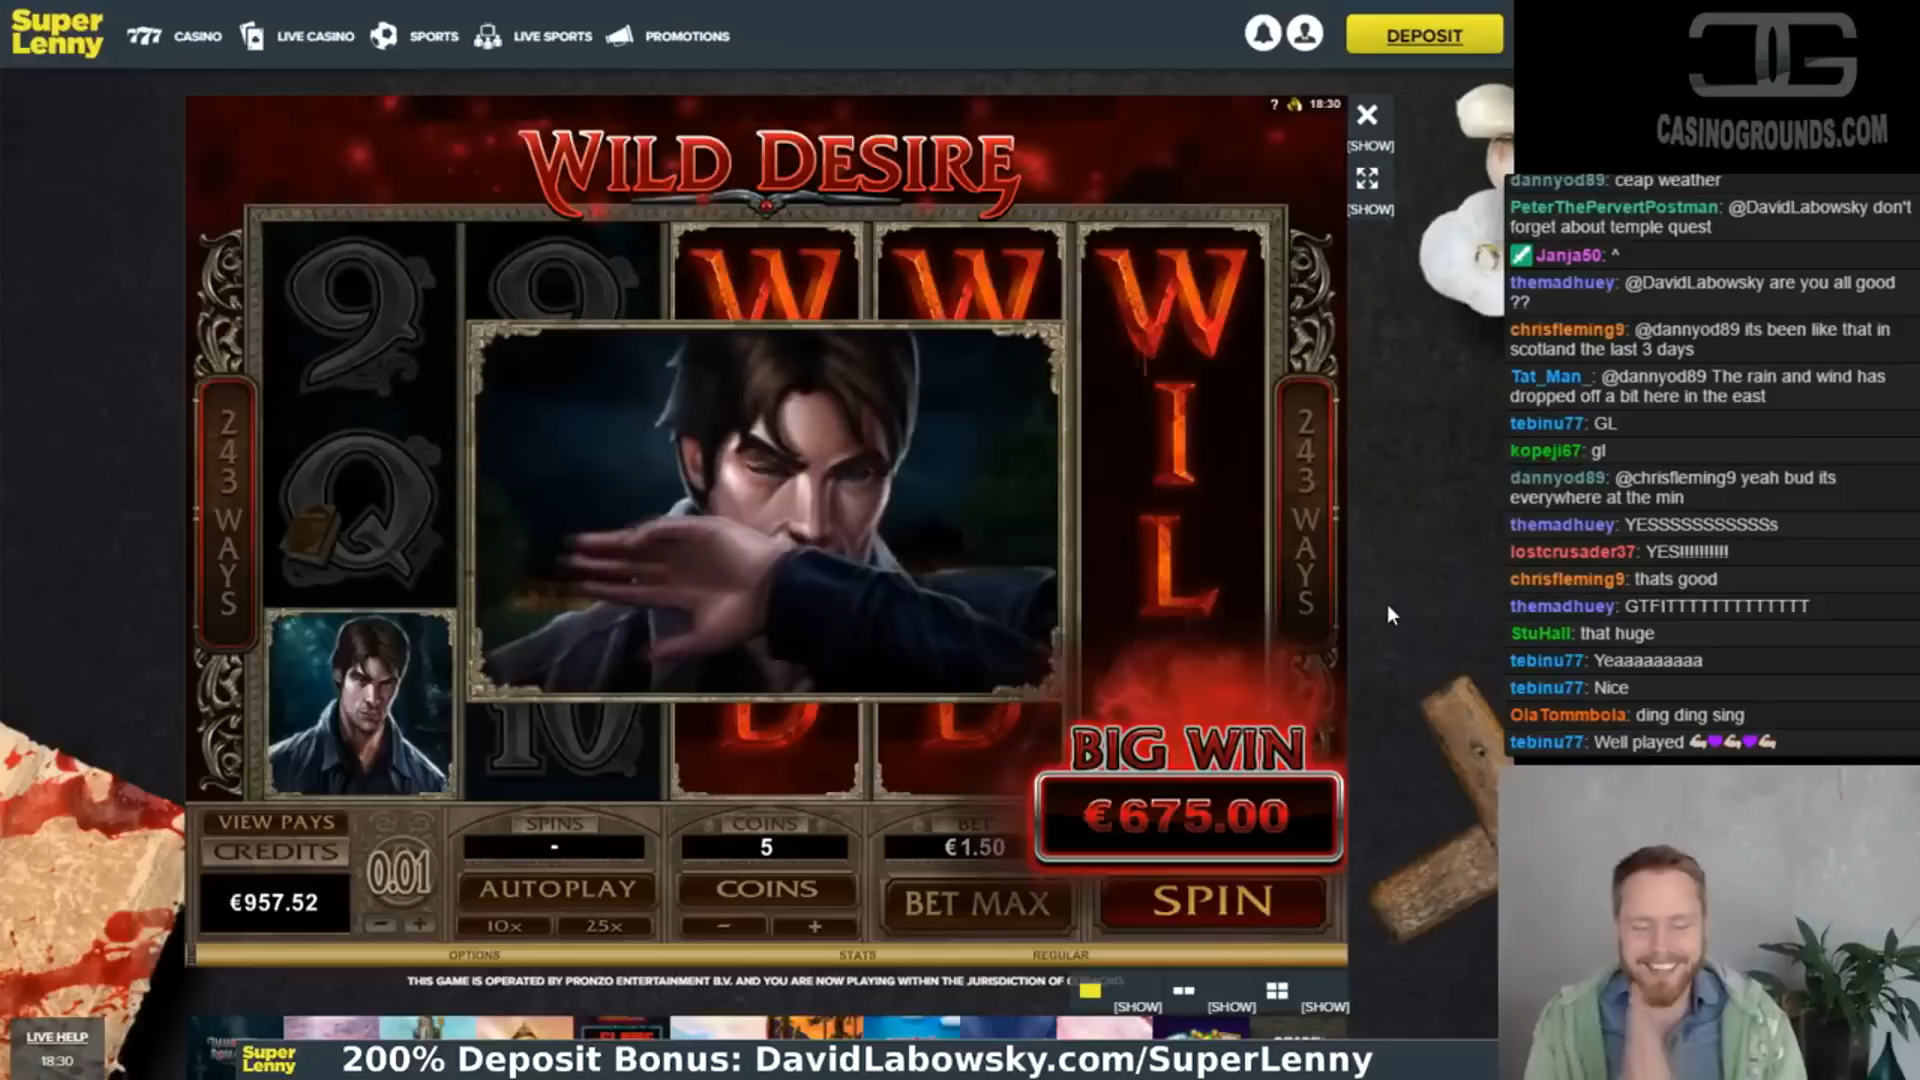 Super
Lenny
777 CASINO
LIVE CASINO
SPORTS
LIVE SPORTS
PROMOTIONS
DEPOSIT
CG
CASINOGROUNDS.COM
? 18:30
[SHOW]
[SHOW]
WILD DESIRE
9 9 W W W
243 WAYS
Q
I
L
10 D D
243 WAYS
BIG WIN
€675.00
VIEW PAYS
CREDITS
€957.52
0.01
SPINS
-
AUTOPLAY
10x 25x
COINS
5
COINS
- +
BET
€1.50
BET MAX
SPIN
OPTIONS STATS REGULAR
THIS GAME IS OPERATED BY PRONZO ENTERTAINMENT B.V. AND YOU ARE NOW PLAYING WITHIN THE JURISDICTION OF
[SHOW] [SHOW] [SHOW]
LIVE HELP
18:30
Super
Lenny
200% Deposit Bonus: DavidLabowsky.com/SuperLenny
dannyod89: ceap weather
PeterThePervertPostman: @DavidLabowsky don't
forget about temple quest
Janja50: ^
themadhuey: @DavidLabowsky are you all good
??
chrisfleming9: @dannyod89 its been like that in
scotland the last 3 days
Tat_Man_: @dannyod89 The rain and wind has
dropped off a bit here in the east
tebinu77: GL
kopeji67: gl
dannyod89: @chrisfleming9 yeah bud its
everywhere at the min
themadhuey: YESSSSSSSSSSSs
lostcrusader37: YES!!!!!!!!!!
chrisfleming9: thats good
themadhuey: GTFITTTTTTTTTTTTT
StuHall: that huge
tebinu77: Yeaaaaaaaaa
tebinu77: Nice
OlaTommbola: ding ding sing
tebinu77: Well played 💪💜💪💜💪